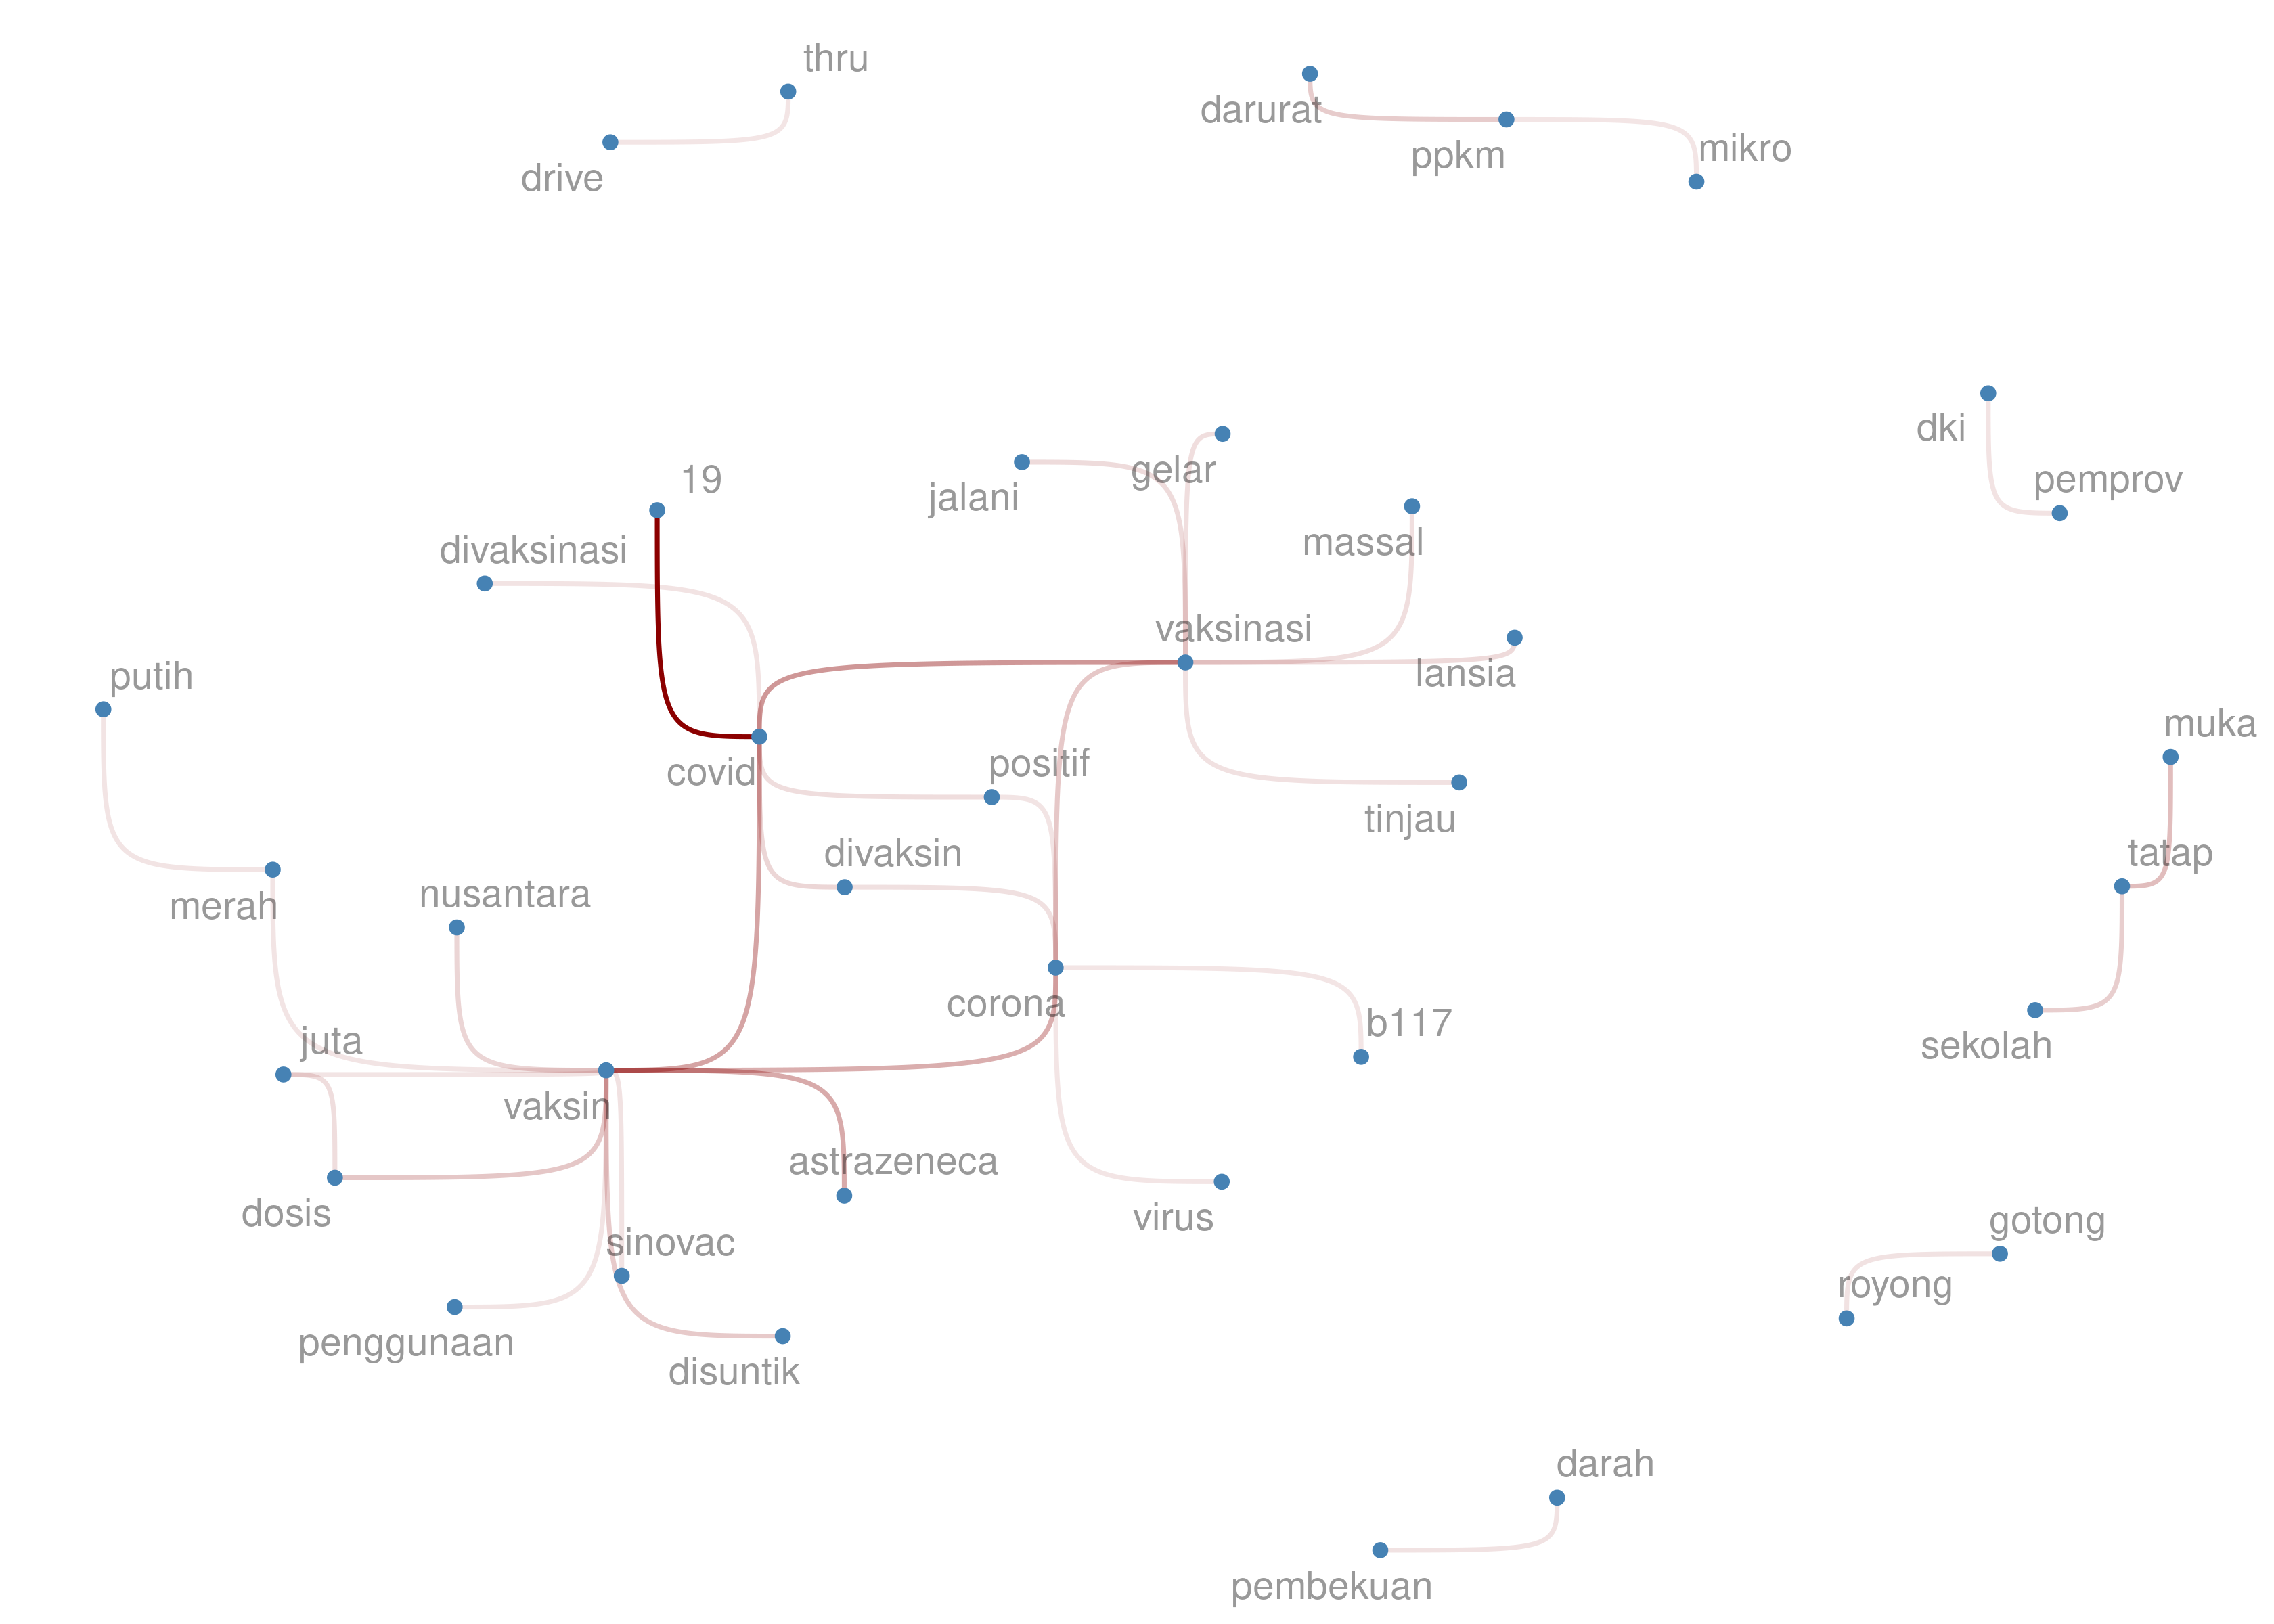 thru
darurat
mikro
ppkm
drive
dki
gelar
19
pemprov
jalani
massal
divaksinasi
vaksinasi
lansia
putih
muka
positif
covid
tinjau
divaksin
tatap
nusantara
merah
corona
b117
juta
sekolah
vaksin
astrazeneca
dosis
virus
gotong
sinovac
royong
penggunaan
disuntik
darah
pembekuan